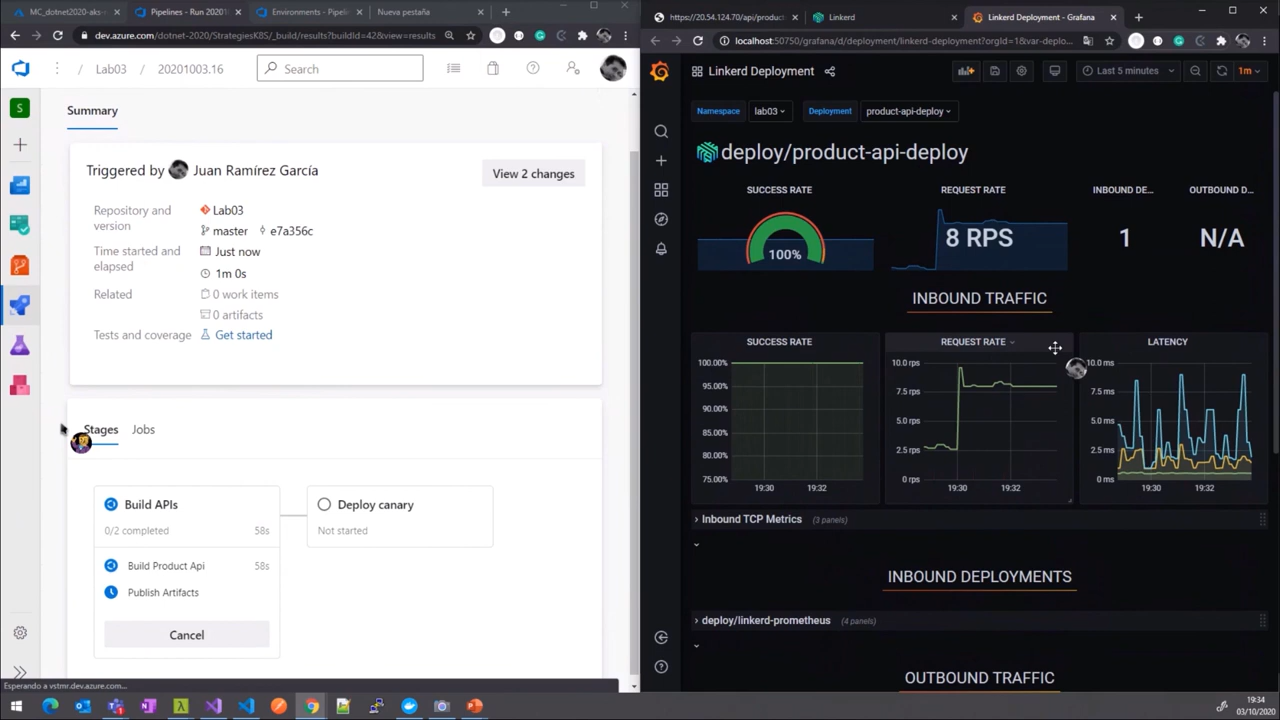 MC_dotnet2020-aks-
Pipelines - Run 20201
Environments - Pipeline
Nueva pestaña
dev.azure.com/dotnet-2020/StrategiesK8S/_build/results?buildId=42&view=results
Lab03
20201003.16
Search
S
Summary
Triggered by Juan Ramírez García
View 2 changes
Repository and version
Lab03
master e7a356c
Time started and elapsed
Just now
1m 0s
Related
0 work items
0 artifacts
Tests and coverage
Get started
Stages
Jobs
Build APIs
0/2 completed 58s
Build Product Api 58s
Publish Artifacts
Cancel
Deploy canary
Not started
Esperando a vstmr.dev.azure.com...
https://20.54.124.70/api/product
Linkerd
Linkerd Deployment - Grafana
localhost:50750/grafana/d/deployment/linkerd-deployment?orgId=1&var-deplo...
Linkerd Deployment
Last 5 minutes
1m
Namespace lab03
Deployment product-api-deploy
deploy/product-api-deploy
SUCCESS RATE
REQUEST RATE
INBOUND DE...
OUTBOUND D...
100%
8 RPS
1
N/A
INBOUND TRAFFIC
SUCCESS RATE
100.00%
95.00%
90.00%
85.00%
80.00%
75.00%
19:30 19:32
REQUEST RATE
10.0 rps
7.5 rps
5.0 rps
2.5 rps
0 rps
19:30 19:32
LATENCY
10.0 ms
7.5 ms
5.0 ms
2.5 ms
0 ms
19:30 19:32
Inbound TCP Metrics (3 panels)
INBOUND DEPLOYMENTS
deploy/linkerd-prometheus (4 panels)
OUTBOUND TRAFFIC
19:34
03/10/2020